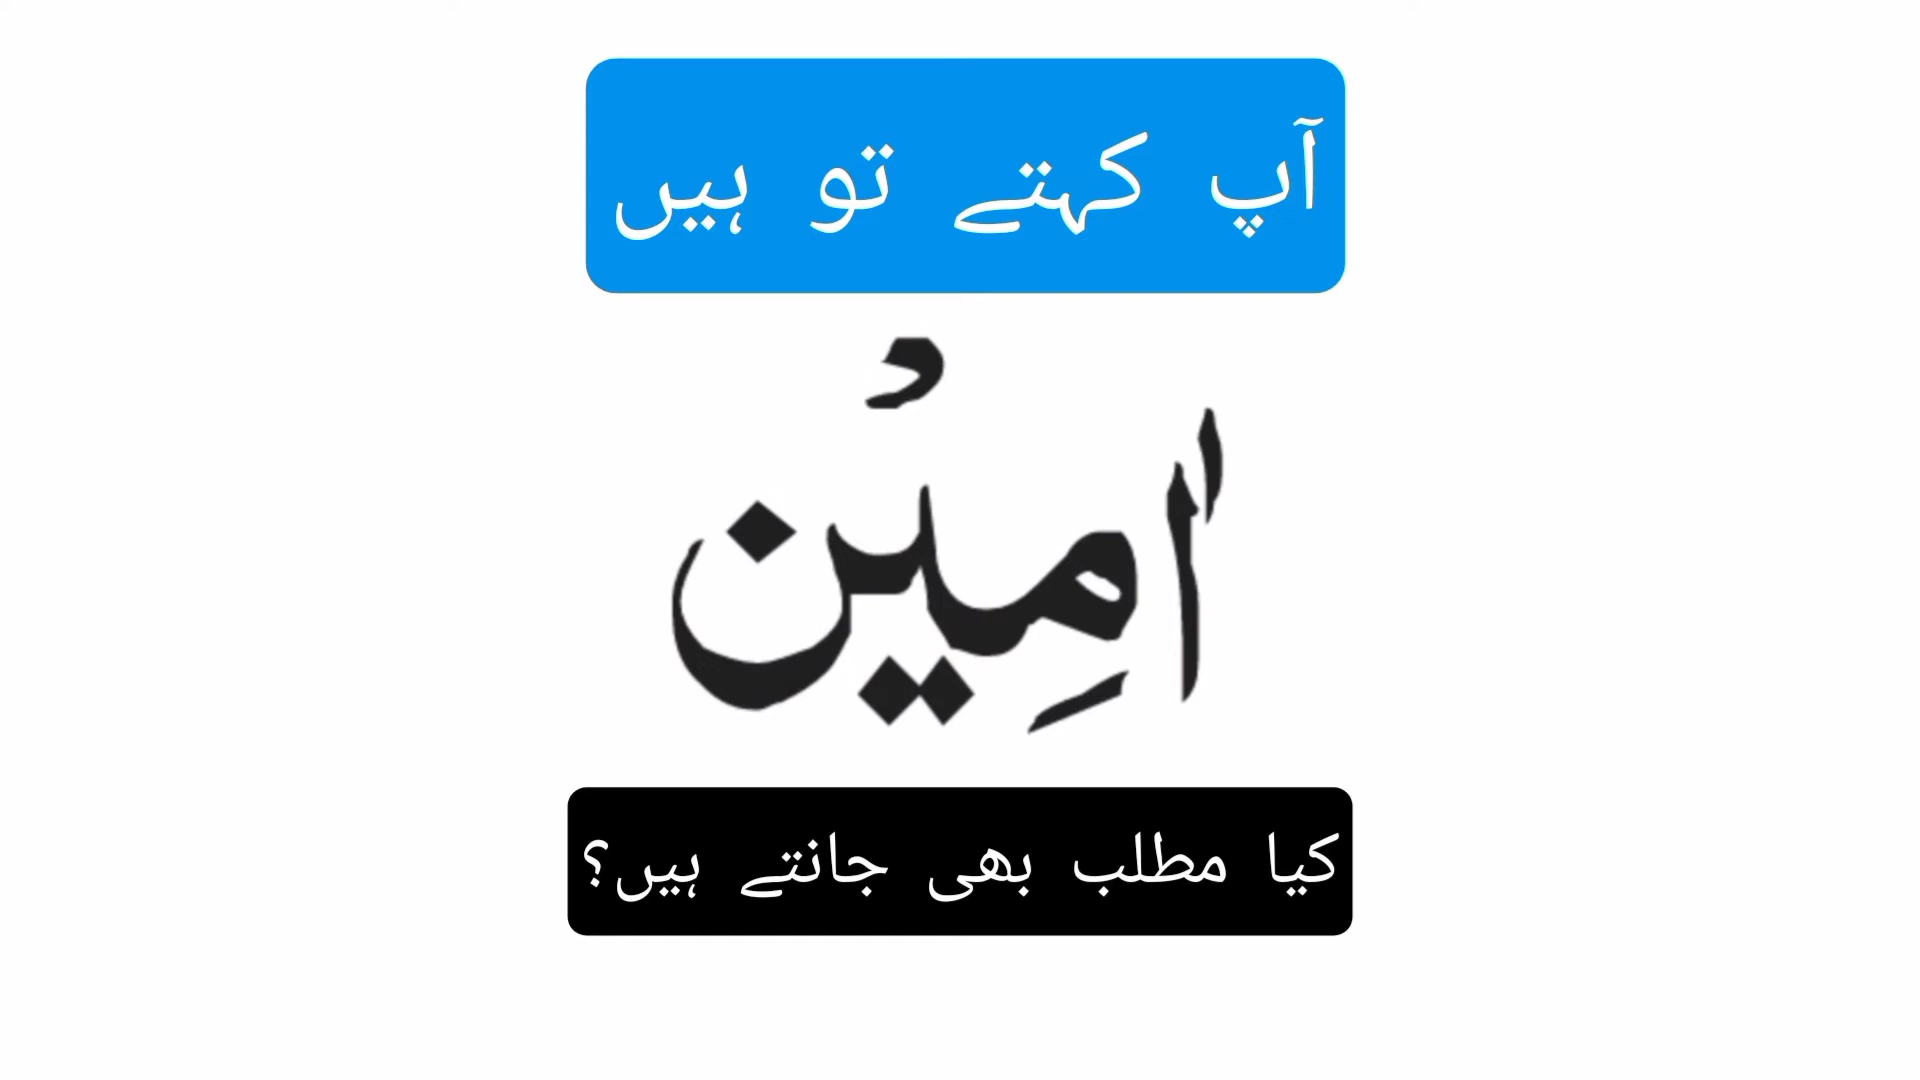 آپ کہتے تو ہیں
اٰمِیْن
کیا مطلب بھی جانتے ہیں؟